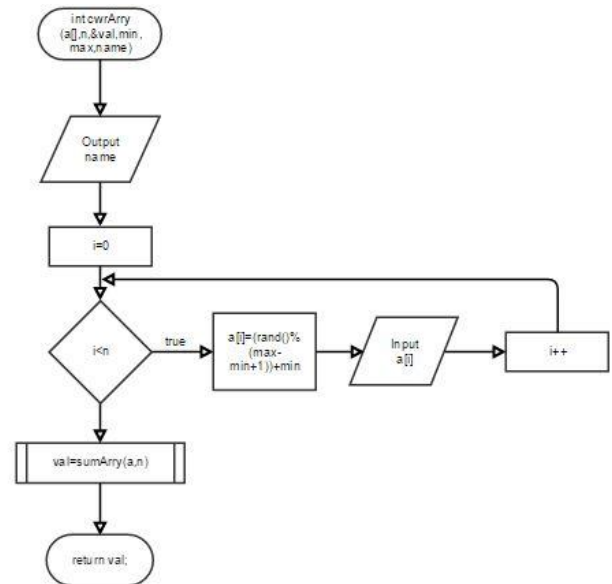 int cwrArry
(a[],n,&val,min,
max,name)
Output
name
i=0
i<n
true
a[i]=(rand()%
(max-
min+1))+min
Input
a[i]
i++
val=sumArry(a,n)
return val;